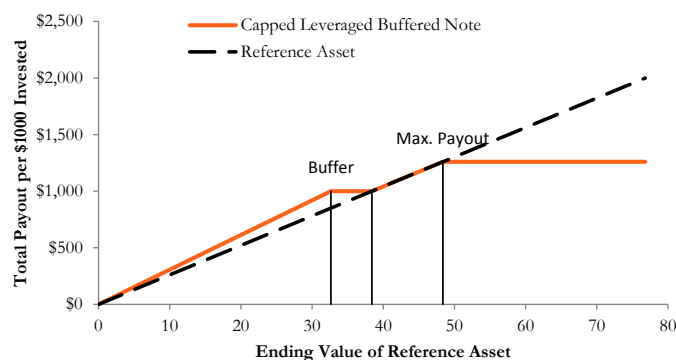 $2,500
Capped Leveraged Buffered Note
Reference Asset
$2,000
$1,500
Max. Payout
Buffer
$1,000
$500
$0
0 10 20 30 40 50 60 70 80
Ending Value of Reference Asset
Total Payout per $1000 Invested